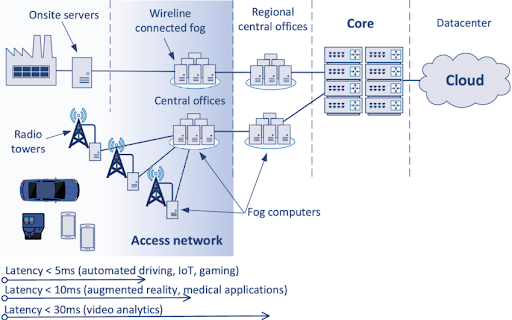 Onsite servers
Wireline
connected fog
Regional
central offices
Core
Datacenter
Cloud
Central offices
Radio
towers
Fog computers
Access network
Latency < 5ms (automated driving, IoT, gaming)
Latency < 10ms (augmented reality, medical applications)
Latency < 30ms (video analytics)